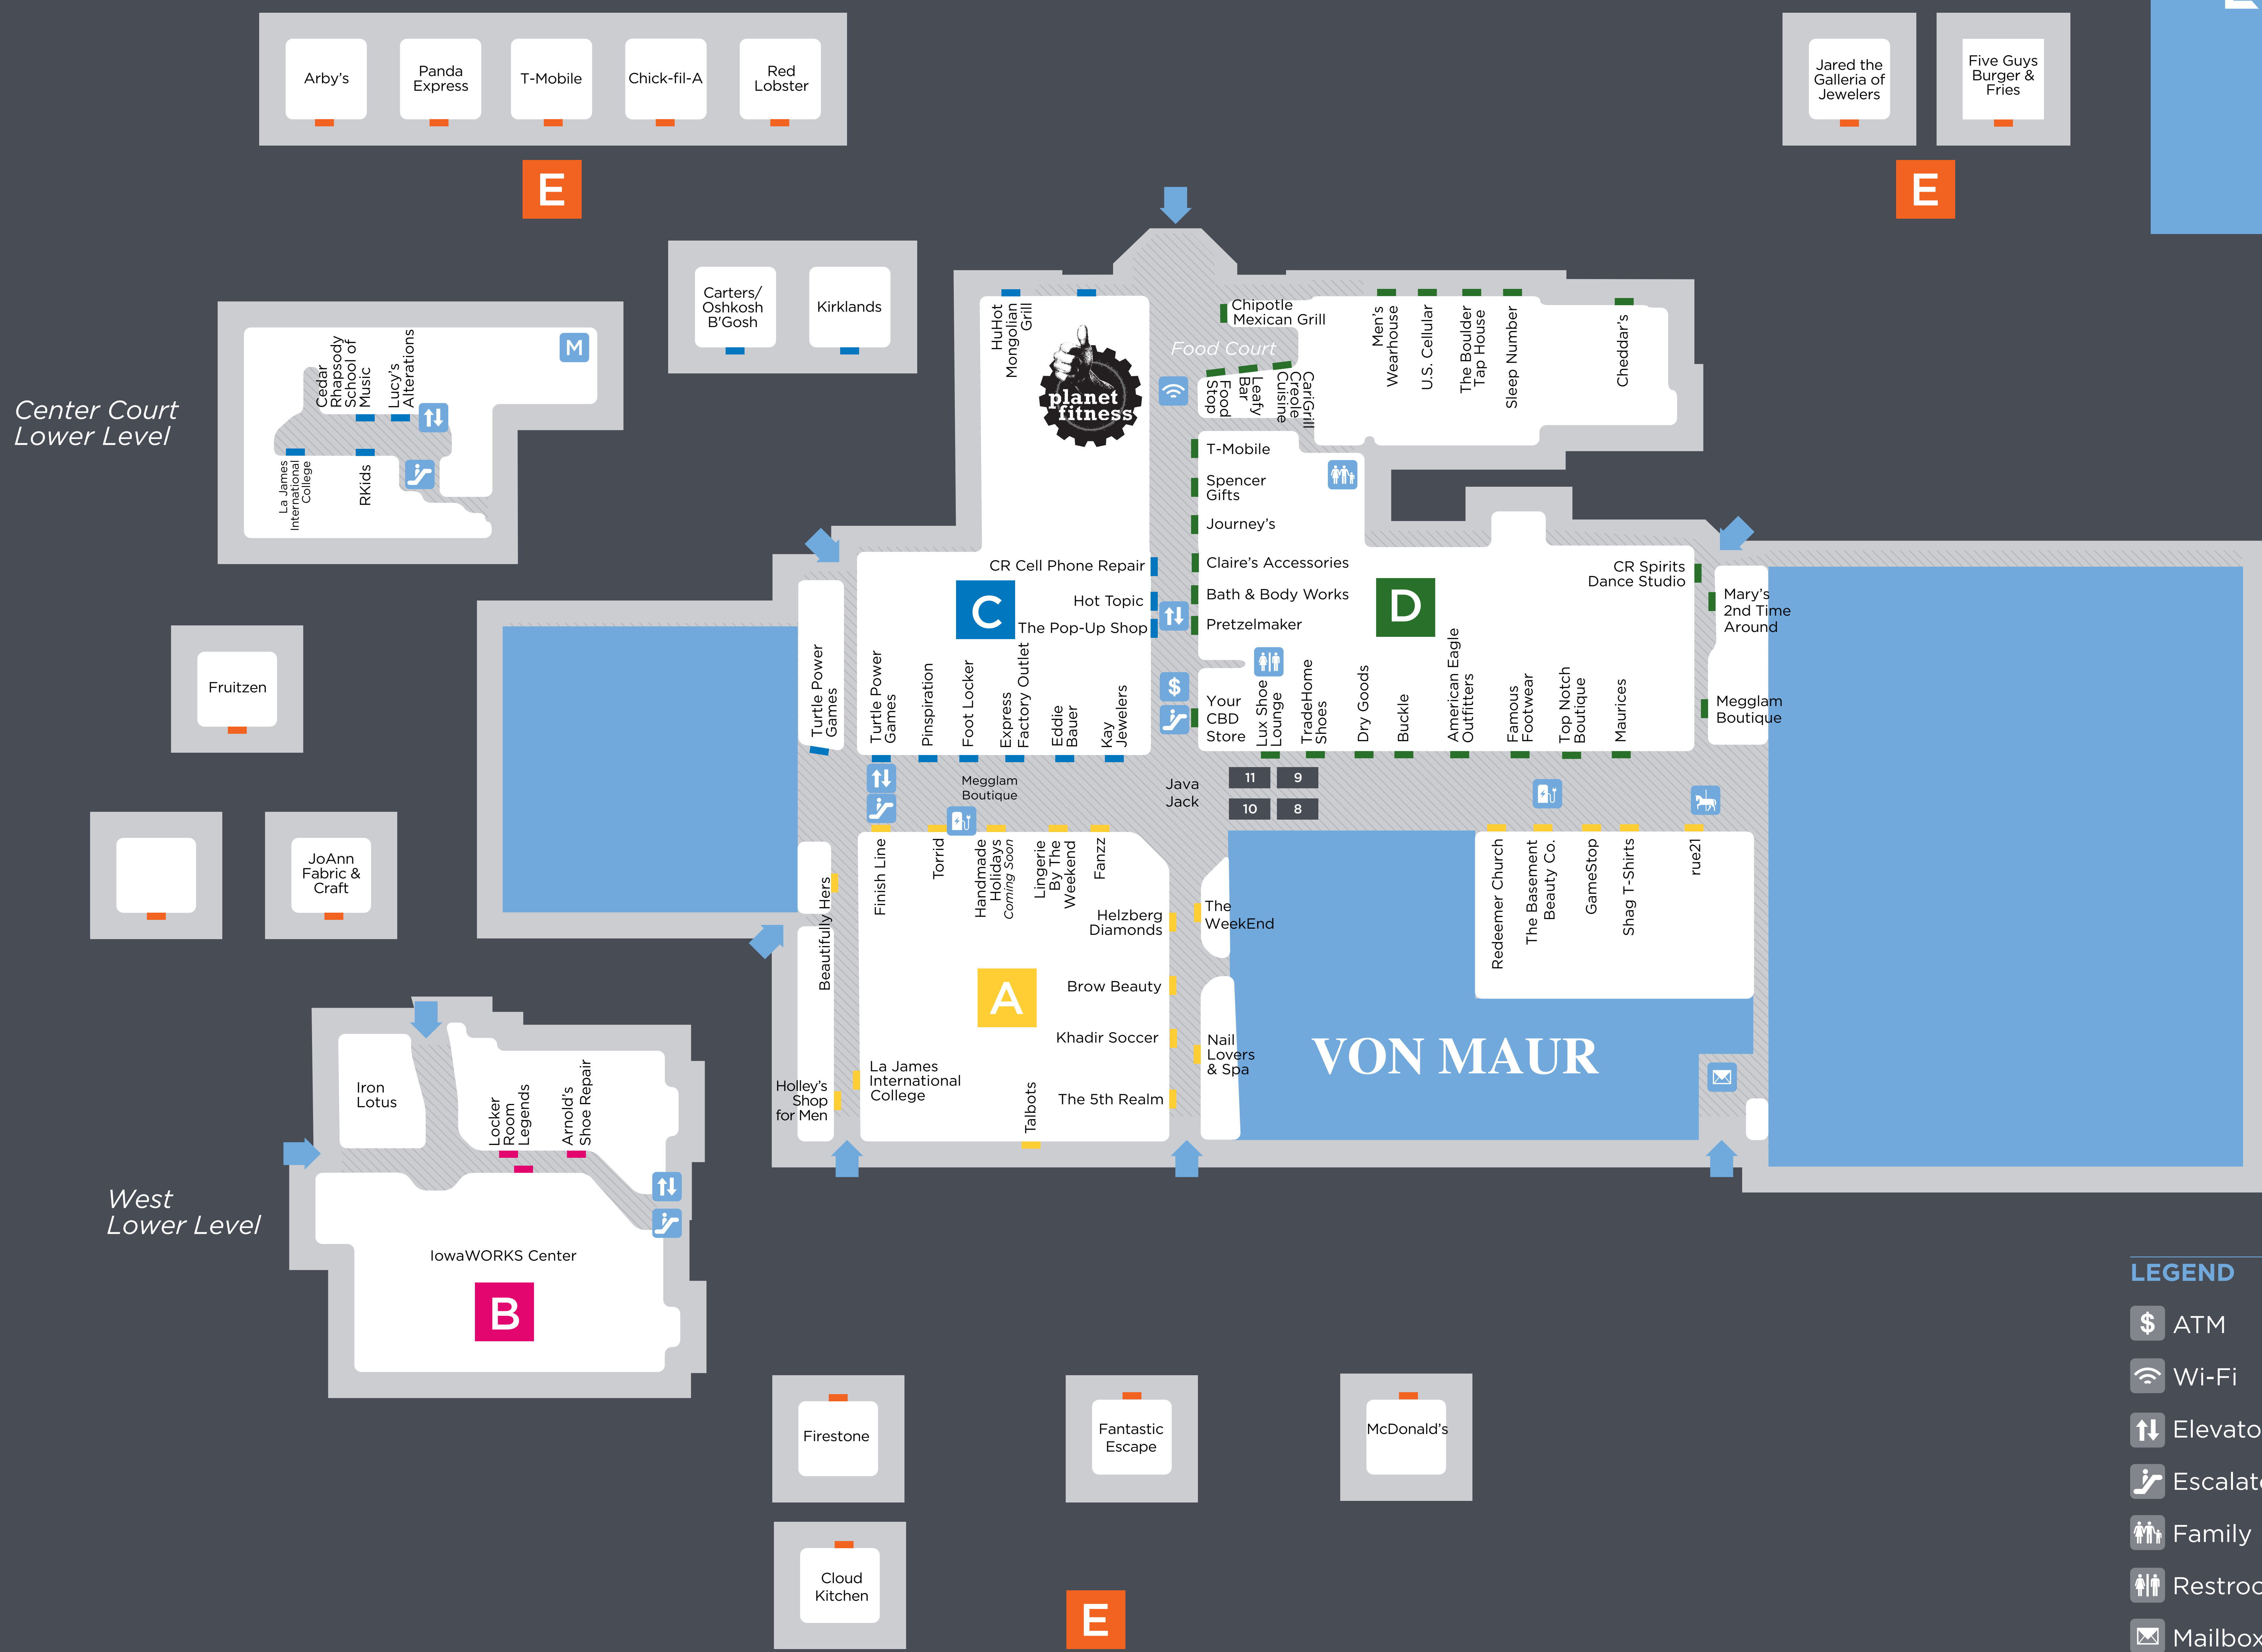 Arby's
Panda
Express
T-Mobile
Chick-fil-A
Red
Lobster
Jared the
Galleria of
Jewelers
Five Guys
Burger &
Fries
E
E
Carters/
Oshkosh
B'Gosh
Kirklands
Center Court
Lower Level
Cedar
Rhapsody
School of
Music
Lucy's
Alterations
M
La James
International
College
RKids
HuHot
Mongolian
Grill
planet
fitness
Chipotle
Mexican Grill
Food Court
Food
Stop
Leafy
Bar
CariGrill
Creole
Cuisine
Men's
Wearhouse
U.S. Cellular
The Boulder
Tap House
Sleep Number
Cheddar's
T-Mobile
Spencer
Gifts
Journey's
Claire's Accessories
Bath & Body Works
Pretzelmaker
D
CR Spirits
Dance Studio
Mary's
2nd Time
Around
Megglam
Boutique
CR Cell Phone Repair
Hot Topic
The Pop-Up Shop
C
Turtle Power
Games
Turtle Power
Games
Pinspiration
Foot Locker
Express
Factory Outlet
Eddie
Bauer
Kay
Jewelers
$
Your
CBD
Store
Lux Shoe
Lounge
TradeHome
Shoes
Dry Goods
Buckle
American Eagle
Outfitters
Famous
Footwear
Top Notch
Boutique
Maurices
Megglam
Boutique
Java
Jack
11
9
10
8
Fruitzen
JoAnn
Fabric &
Craft
Beautifully Hers
Finish Line
Torrid
Handmade
Holidays
Coming Soon
Lingerie
By The
Weekend
Fanzz
Helzberg
Diamonds
The
WeekEnd
Brow Beauty
A
Khadir Soccer
Nail
Lovers
& Spa
The 5th Realm
La James
International
College
Talbots
Holley's
Shop
for Men
Redeemer Church
The Basement
Beauty Co.
GameStop
Shag T-Shirts
rue21
VON MAUR
Iron
Lotus
Locker
Room
Legends
Arnold's
Shoe Repair
West
Lower Level
IowaWORKS Center
B
Firestone
Fantastic
Escape
McDonald's
Cloud
Kitchen
E
LEGEND
$ ATM
Wi-Fi
Elevato
Escalat
Family
Restroo
Mailbox